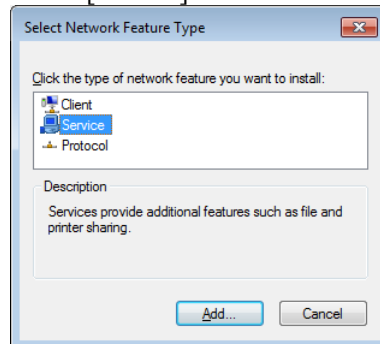 Select Network Feature Type
Click the type of network feature you want to install:
Client
Service
Protocol
Description
Services provide additional features such as file and
printer sharing.
Add...
Cancel